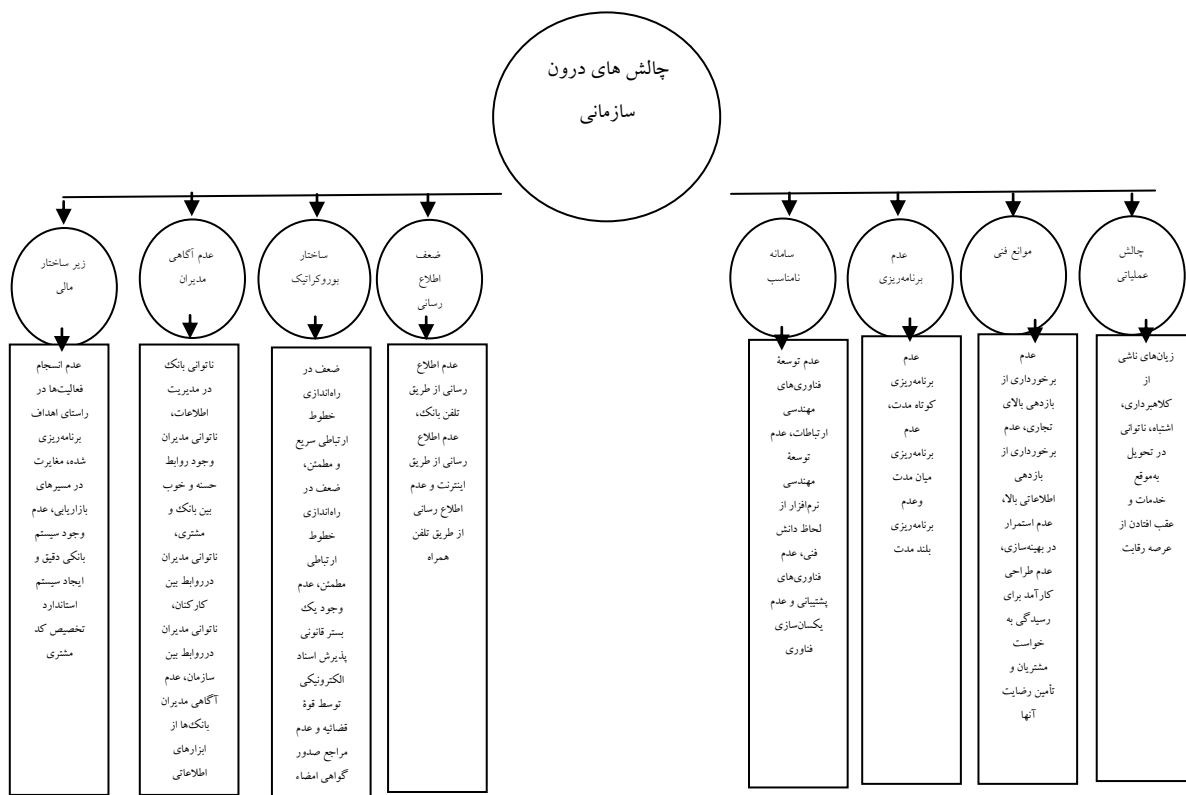 چالش های درون
سازمانی
چالش
عملیاتی
موانع فنی
عدم
برنامه‌ریزی
سامانه
نامناسب
ضعف
اطلاع
رسانی
ساختار
بوروکراتیک
عدم آگاهی
مدیران
زیر ساختار
مالی
زیان‌های ناشی
از
کلاهبرداری،
اشتباه، ناتوانی
در تحویل
به‌موقع
خدمات و
عقب افتادن از
عرصه رقابت
عدم
برخورداری از
بازدهی بالای
تجاری، عدم
برخورداری از
بازدهی
اطلاعاتی بالا،
عدم استمرار
در بهینه‌سازی،
عدم طراحی
کارآمد برای
رسیدگی به
خواست
مشتریان و
تأمین رضایت
آنها
عدم
برنامه‌ریزی
کوتاه مدت،
عدم
برنامه‌ریزی
میان مدت
وعدم
برنامه‌ریزی
بلند مدت
عدم توسعۀ
فناوری‌های
مهندسی
ارتباطات، عدم
توسعۀ
مهندسی
نرم‌افزار از
لحاظ دانش
فنی، عدم
فناوری‌های
پشتیبانی و عدم
یکسان‌سازی
فناوری
عدم اطلاع
رسانی از طریق
تلفن بانک،
عدم اطلاع
رسانی از طریق
اینترنت و عدم
اطلاع رسانی
از طریق تلفن
همراه
ضعف در
راه‌اندازی
خطوط
ارتباطی سریع
و مطمئن،
ضعف در
راه‌اندازی
خطوط
ارتباطی
مطمئن، عدم
وجود یک
بستر قانونی
پذیرش اسناد
الکترونیکی
توسط قوۀ
قضائیه و عدم
مراجع صدور
گواهی امضاء
ناتوانی بانک
در مدیریت
اطلاعات،
ناتوانی مدیران
وجود روابط
حسنه و خوب
بین بانک و
مشتری،
ناتوانی مدیران
درروابط بین
کارکنان،
ناتوانی مدیران
درروابط بین
سازمان، عدم
آگاهی مدیران
بانک‌ها از
ابزارهای
اطلاعاتی
عدم انسجام
فعالیت‌ها در
راستای اهداف
برنامه‌ریزی
شده، مغایرت
در مسیرهای
بازاریابی، عدم
وجود سیستم
بانکی دقیق و
ایجاد سیستم
استاندارد
تخصیص کد
مشتری